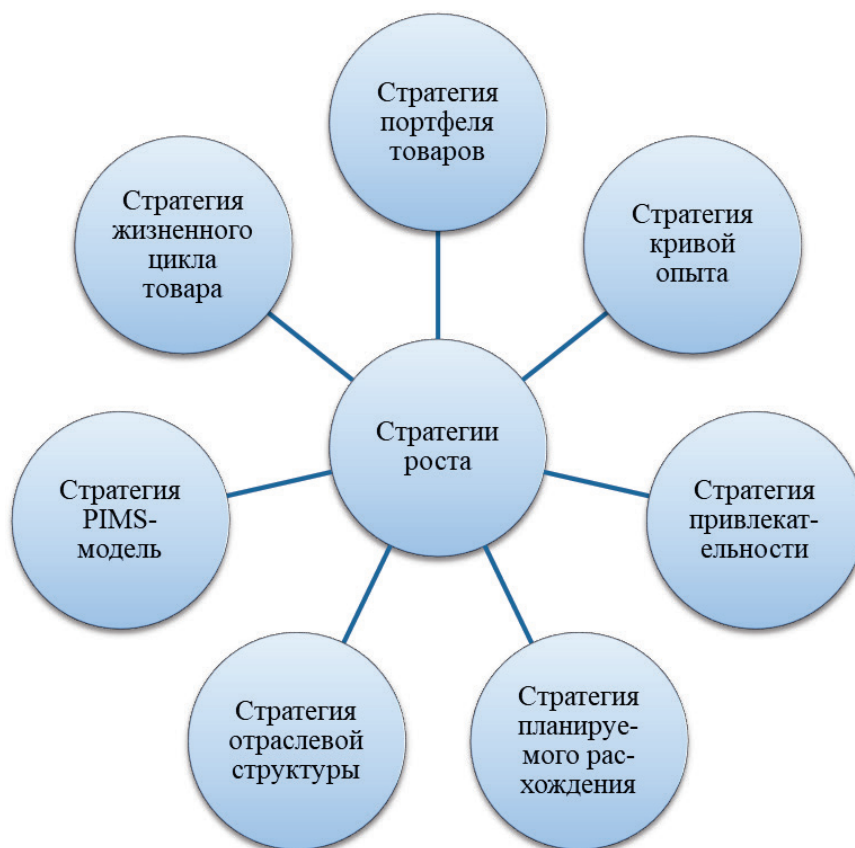 Стратегия
портфеля
товаров
Стратегия
жизненного
цикла
товара
Стратегия
кривой
опыта
Стратегии
роста
Стратегия
PIMS-
модель
Стратегия
привлекат-
ельности
Стратегия
отраслевой
структуры
Стратегия
планируе-
мого рас-
хождения